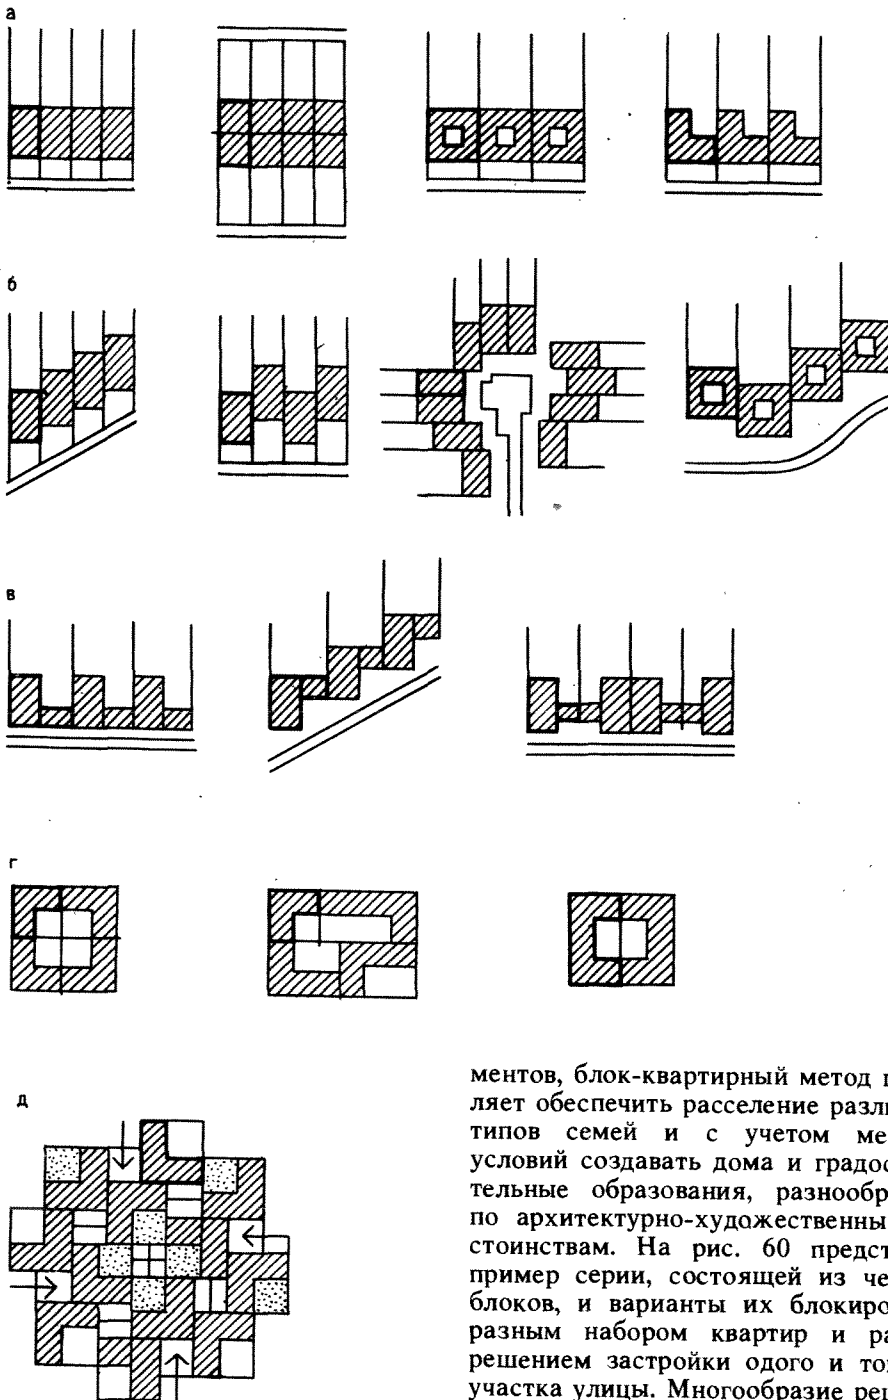 а
б
в
г
д
ментов, блок-квартирный метод п
ляет обеспечить расселение разли
типов семей и с учетом ме
условий создавать дома и градос
тельные образования, разнообр
по архитектурно-художественны
стоинствам. На рис. 60 предст
пример серии, состоящей из че
блоков, и варианты их блокиро
разным набором квартир и ра
решением застройки одого и то
участка улицы. Многообразие реш